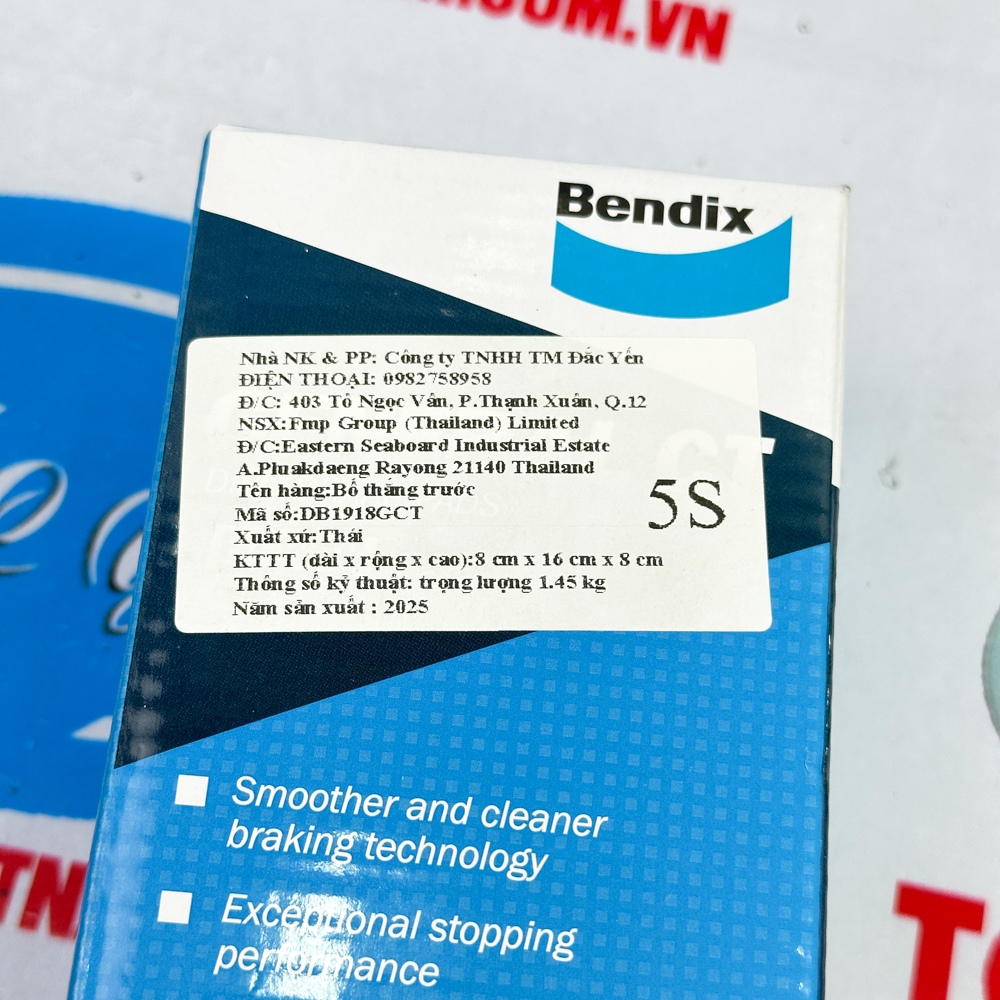 .VN
Bendix
Nhà NK & PP: Công ty TNHH TM Đắc Yến
ĐIỆN THOẠI: 0982758958
Đ/C: 403 Tô Ngọc Vân, P.Thạnh Xuân, Q.12
NSX:Fmp Group (Thailand) Limited
Đ/C:Eastern Seaboard Industrial Estate
A.Pluakdaeng Rayong 21140 Thailand
Tên hàng:Bố thắng trước
Mã số:DB1918GCT
Xuất xứ:Thái
KTTT (dài x rộng x cao):8 cm x 16 cm x 8 cm
Thông số kỹ thuật: trọng lượng 1.45 kg
Năm sản xuất : 2025
5S
CT
Smoother and cleaner
braking technology
Exceptional stopping
performance
TN